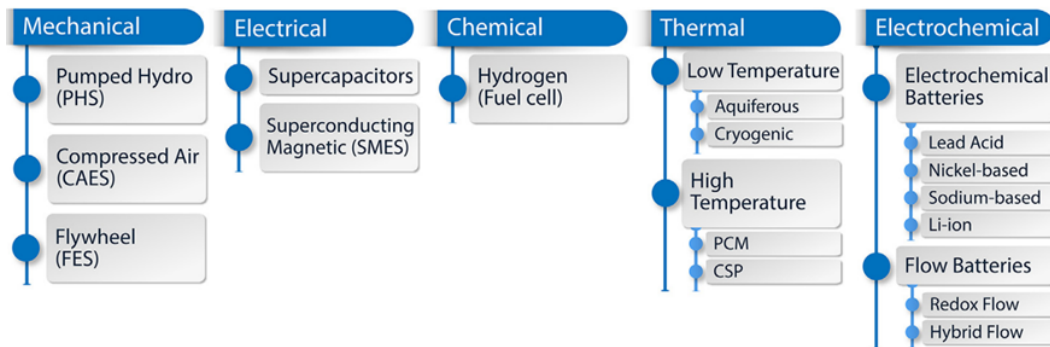 Mechanical
Pumped Hydro
(PHS)
Compressed Air
(CAES)
Flywheel
(FES)
Electrical
Supercapacitors
Superconducting
Magnetic (SMES)
Chemical
Hydrogen
(Fuel cell)
Thermal
Low Temperature
Aquiferous
Cryogenic
High
Temperature
PCM
CSP
Electrochemical
Electrochemical
Batteries
Lead Acid
Nickel-based
Sodium-based
Li-ion
Flow Batteries
Redox Flow
Hybrid Flow